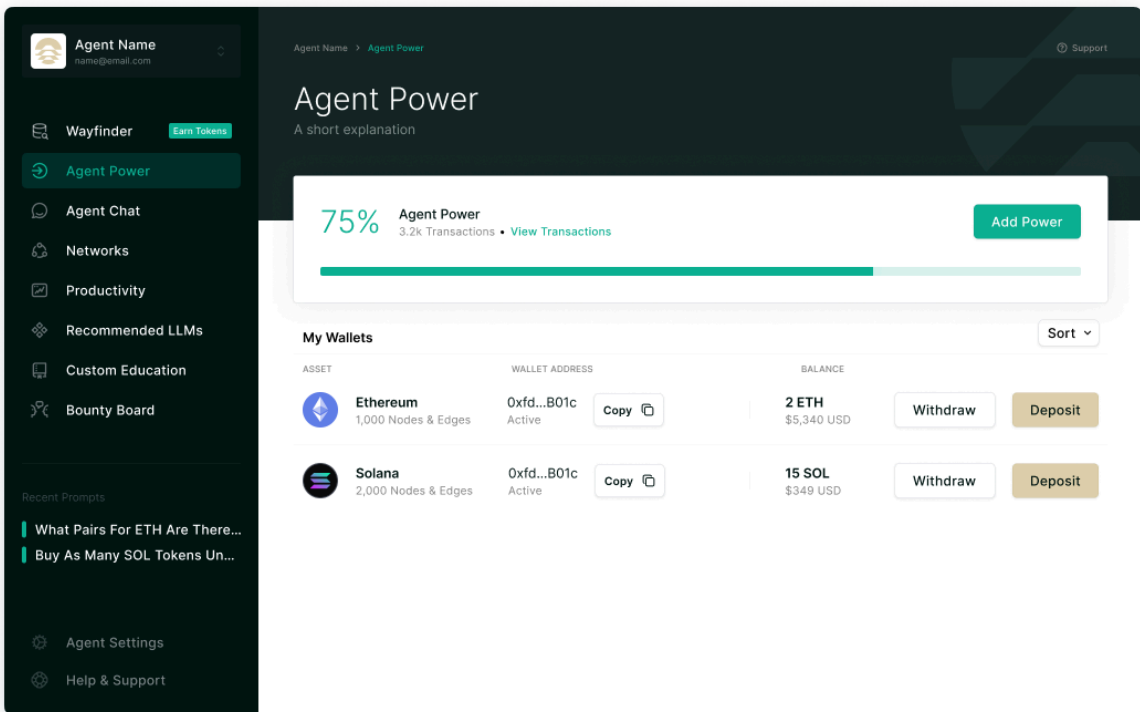 Agent Name
name@email.com
Wayfinder Earn Tokens
Agent Power
Agent Chat
Networks
Productivity
Recommended LLMs
Custom Education
Bounty Board
Recent Prompts
What Pairs For ETH Are There...
Buy As Many SOL Tokens Un...
Agent Settings
Help & Support
Agent Name > Agent Power
Support
Agent Power
A short explanation
75%
Agent Power
3.2k Transactions • View Transactions
Add Power
My Wallets
Sort
ASSET WALLET ADDRESS BALANCE
Ethereum 0xfd...B01c Copy 2 ETH Withdraw Deposit
1,000 Nodes & Edges Active $5,340 USD
Solana 0xfd...B01c Copy 15 SOL Withdraw Deposit
2,000 Nodes & Edges Active $349 USD